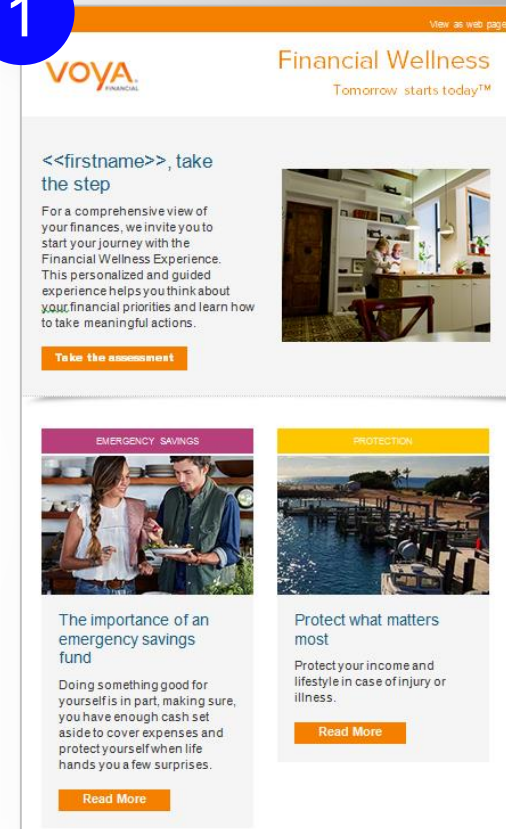 1
View as web page
VOYA
FINANCIAL
Financial Wellness
Tomorrow starts today™
<<firstname>>, take
the step
For a comprehensive view of
your finances, we invite you to
start your journey with the
Financial Wellness Experience.
This personalized and guided
experience helps you think about
your financial priorities and learn how
to take meaningful actions.
Take the assessment
EMERGENCY SAVINGS
The importance of an
emergency savings
fund
Doing something good for
yourself is in part, making sure,
you have enough cash set
aside to cover expenses and
protect yourself when life
hands you a few surprises.
Read More
PROTECTION
Protect what matters
most
Protect your income and
lifestyle in case of injury or
illness.
Read More